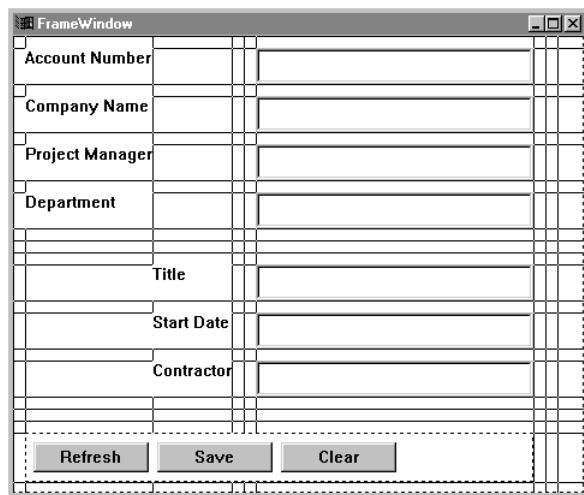 FrameWindow
Account Number
Company Name
Project Manager
Department
Title
Start Date
Contractor
Refresh Save Clear